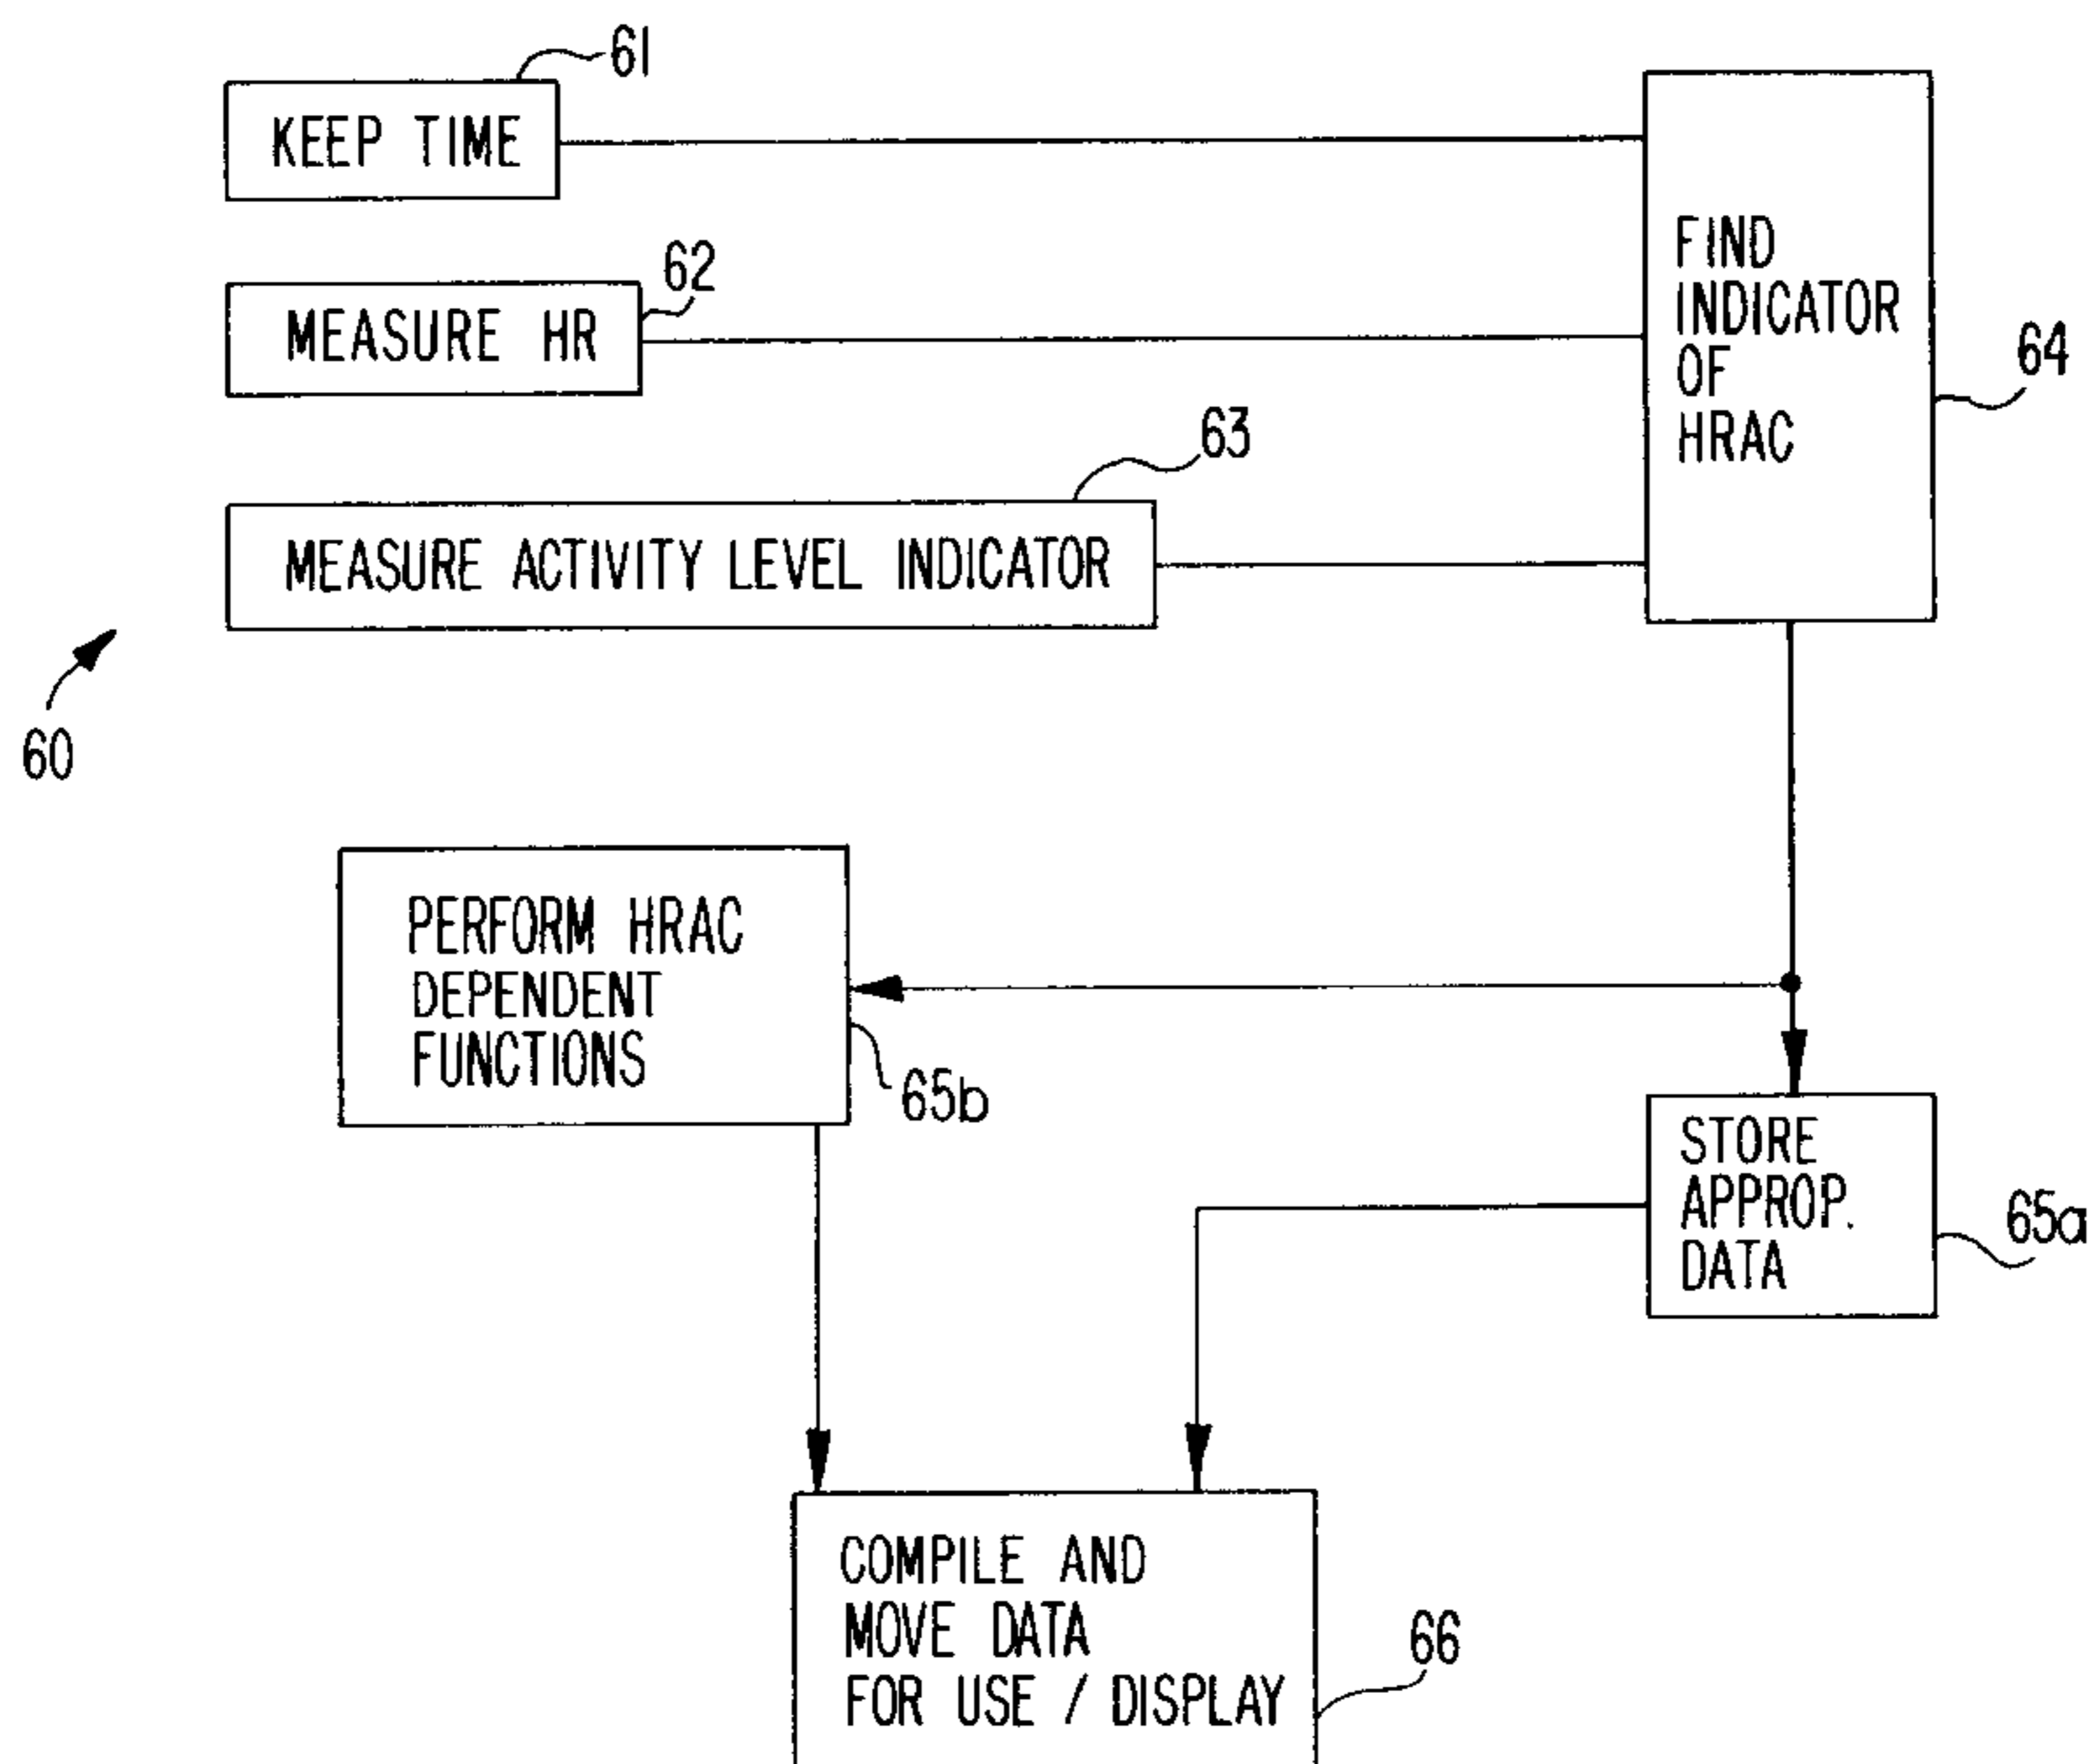 61
KEEP TIME
62
MEASURE HR
63
MEASURE ACTIVITY LEVEL INDICATOR
FIND
INDICATOR
OF
HRAC
64
60
PERFORM HRAC
DEPENDENT
FUNCTIONS
65b
STORE
APPROP.
DATA
65a
COMPILE AND
MOVE DATA
FOR USE / DISPLAY
66